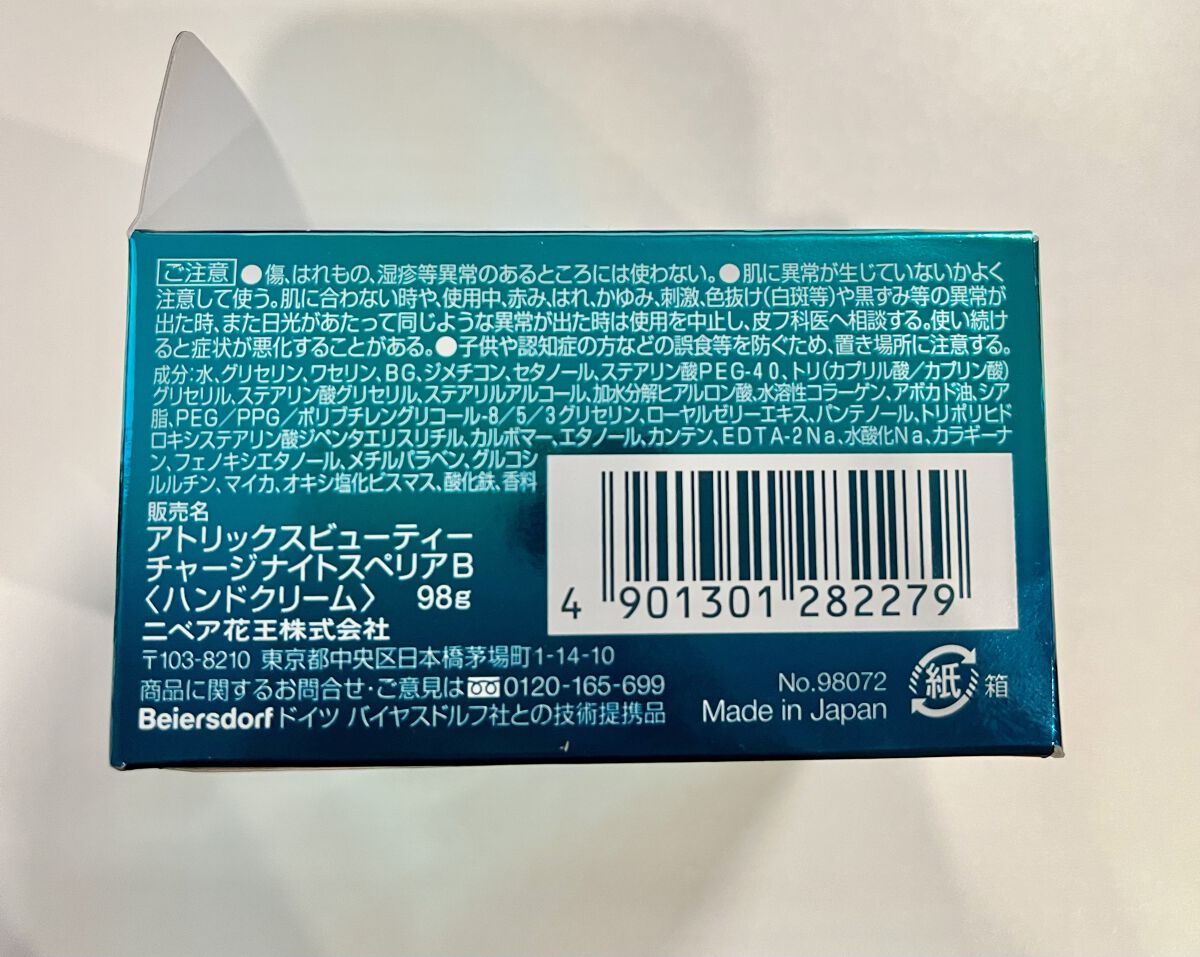 ご注意 ●傷、はれもの、湿疹等異常のあるところには使わない。●肌に異常が生じていないかよく
注意して使う。肌に合わない時や、使用中、赤み、はれ、かゆみ、刺激、色抜け(白斑等)や黒ずみ等の異常が
出た時、また日光があたって同じような異常が出た時は使用を中止し、皮フ科医へ相談する。使い続け
ると症状が悪化することがある。●子供や認知症の方などの誤食等を防ぐため、置き場所に注意する。
成分:水、グリセリン、ワセリン、BG、ジメチコン、セタノール、ステアリン酸PEG-40、トリ(カプリル酸/カプリン酸)
グリセリル、ステアリン酸グリセリル、ステアリルアルコール、加水分解ヒアルロン酸、水溶性コラーゲン、アボカド油、シア
脂、PEG/PPG/ポリブチレングリコール-8/5/3グリセリン、ローヤルゼリーエキス、パンテノール、トリポリヒド
ロキシステアリン酸ジペンタエリスリチル、カルボマー、エタノール、カンテン、EDTA-2Na、水酸化Na、カラギーナ
ン、フェノキシエタノール、メチルパラベン、グルコシ
ルルチン、マイカ、オキシ塩化ビスマス、酸化鉄、香料
販売名
アトリックスビューティー
チャージナイトスペリアB
〈ハンドクリーム〉 98g
ニベア花王株式会社
〒103-8210 東京都中央区日本橋茅場町1-14-10
商品に関するお問合せ・ご意見は 0120-165-699
Beiersdorf ドイツ バイヤスドルフ社との技術提携品
4 901301 282279
No.98072
Made in Japan
紙 箱